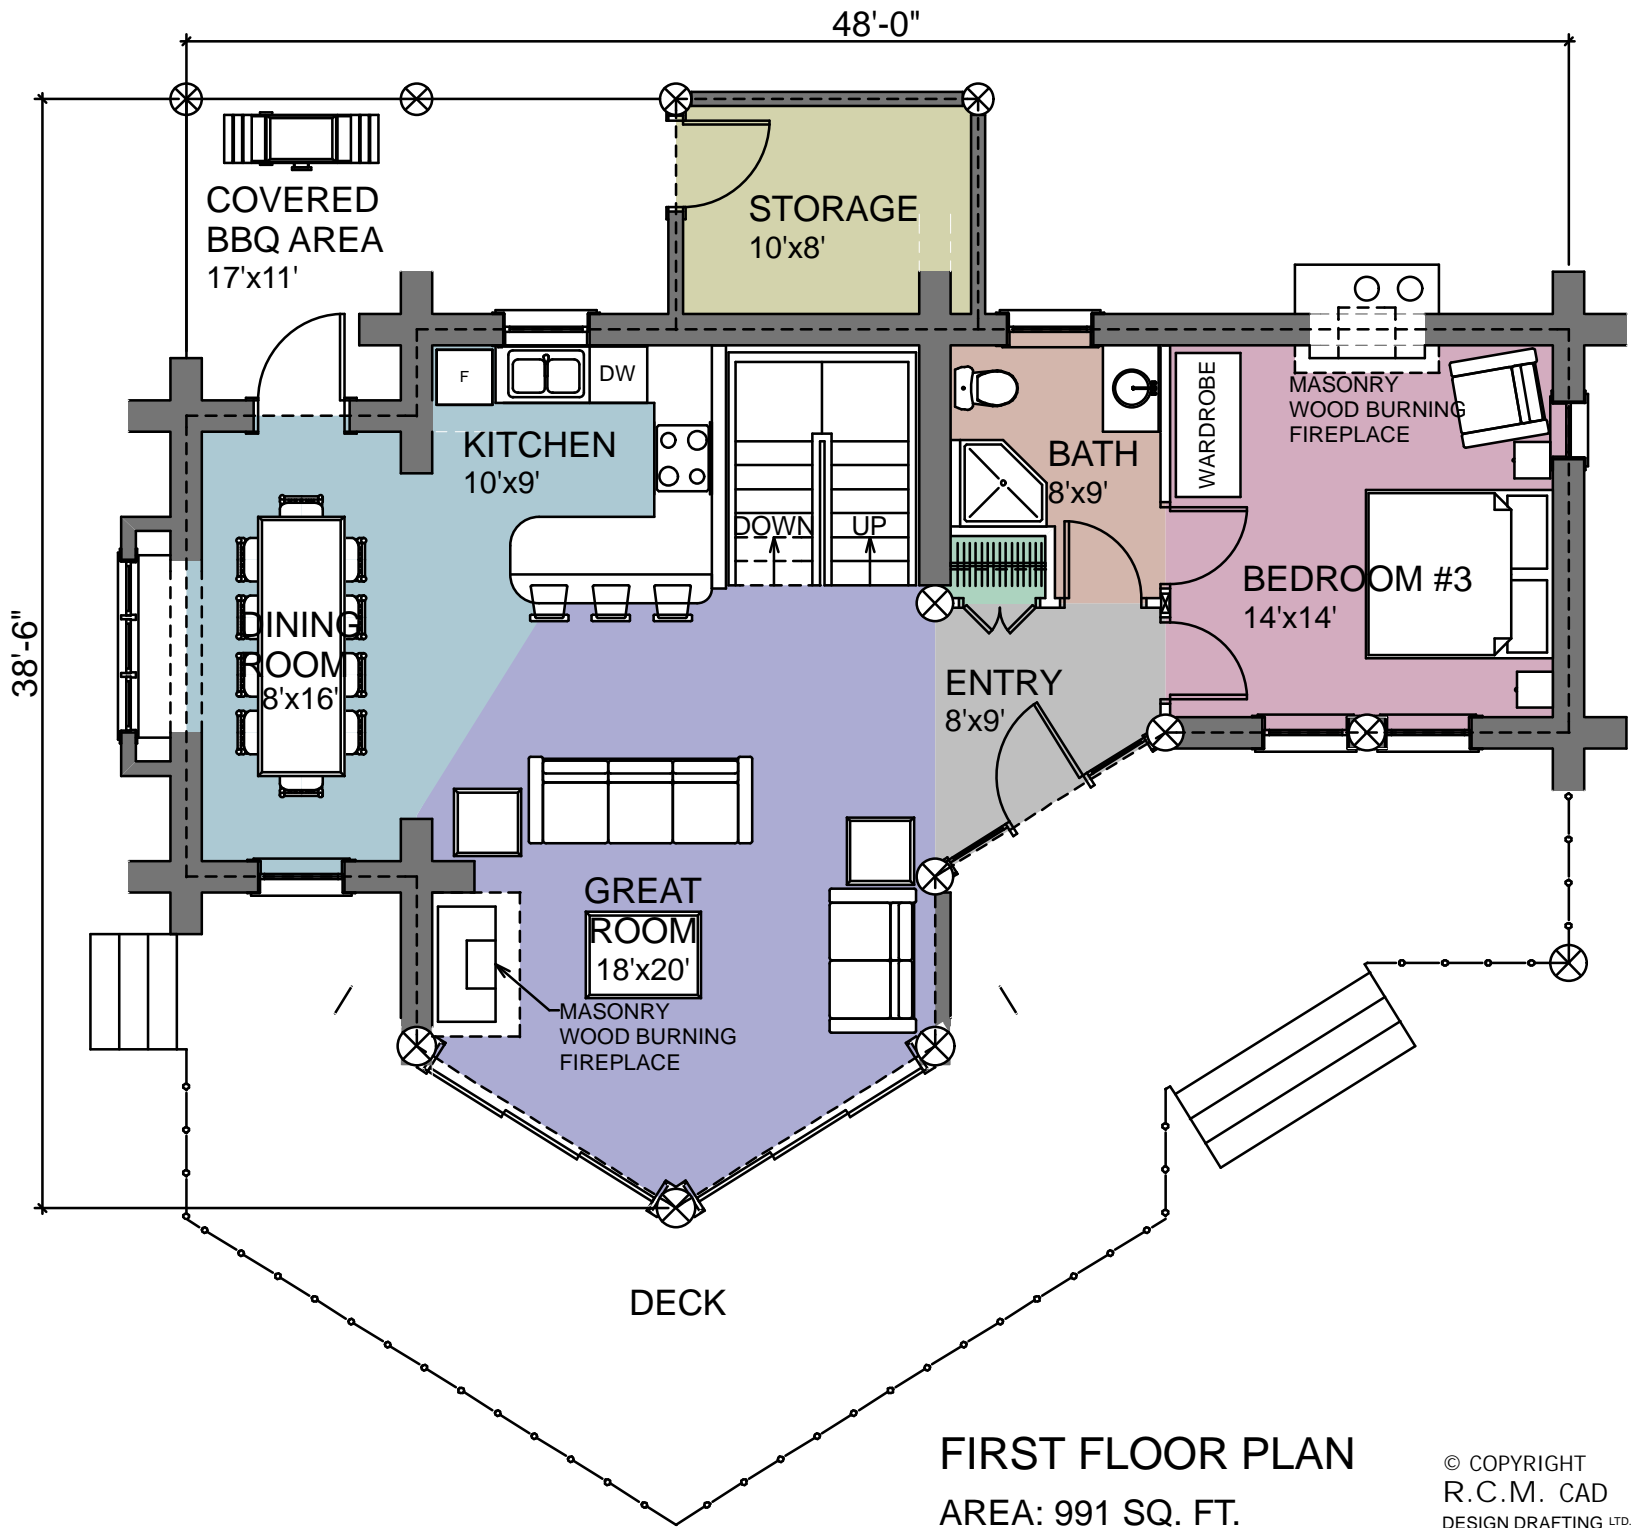 48'-0"
COVERED
BBQ AREA
17'x11'
STORAGE
10'x8'
F
DW
KITCHEN
10'x9'
DOWN
UP
BATH
8'x9'
WARDROBE
MASONRY
WOOD BURNING
FIREPLACE
BEDROOM #3
14'x14'
38'-6"
DINING
ROOM
8'x16'
ENTRY
8'x9'
GREAT
ROOM
18'x20'
MASONRY
WOOD BURNING
FIREPLACE
DECK
FIRST FLOOR PLAN
AREA: 991 SQ. FT.
© COPYRIGHT
R.C.M. CAD
DESIGN DRAFTING LTD.